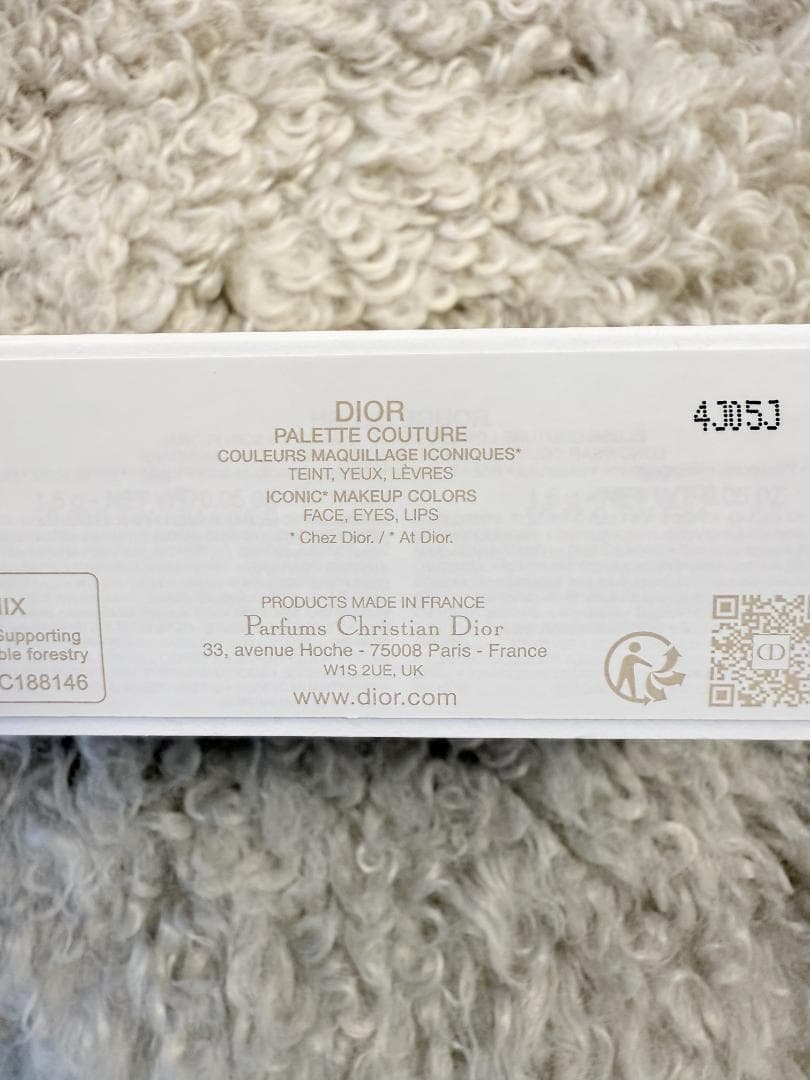 DIOR
PALETTE COUTURE
COULEURS MAQUILLAGE ICONIQUES*
TEINT, YEUX, LÈVRES
ICONIC* MAKEUP COLORS
FACE, EYES, LIPS
* Chez Dior. / * At Dior.
4J05J
PRODUCTS MADE IN FRANCE
Parfums Christian Dior
33, avenue Hoche - 75008 Paris - France
W1S 2UE, UK
www.dior.com
IX
Supporting
ble forestry
C188146
CD